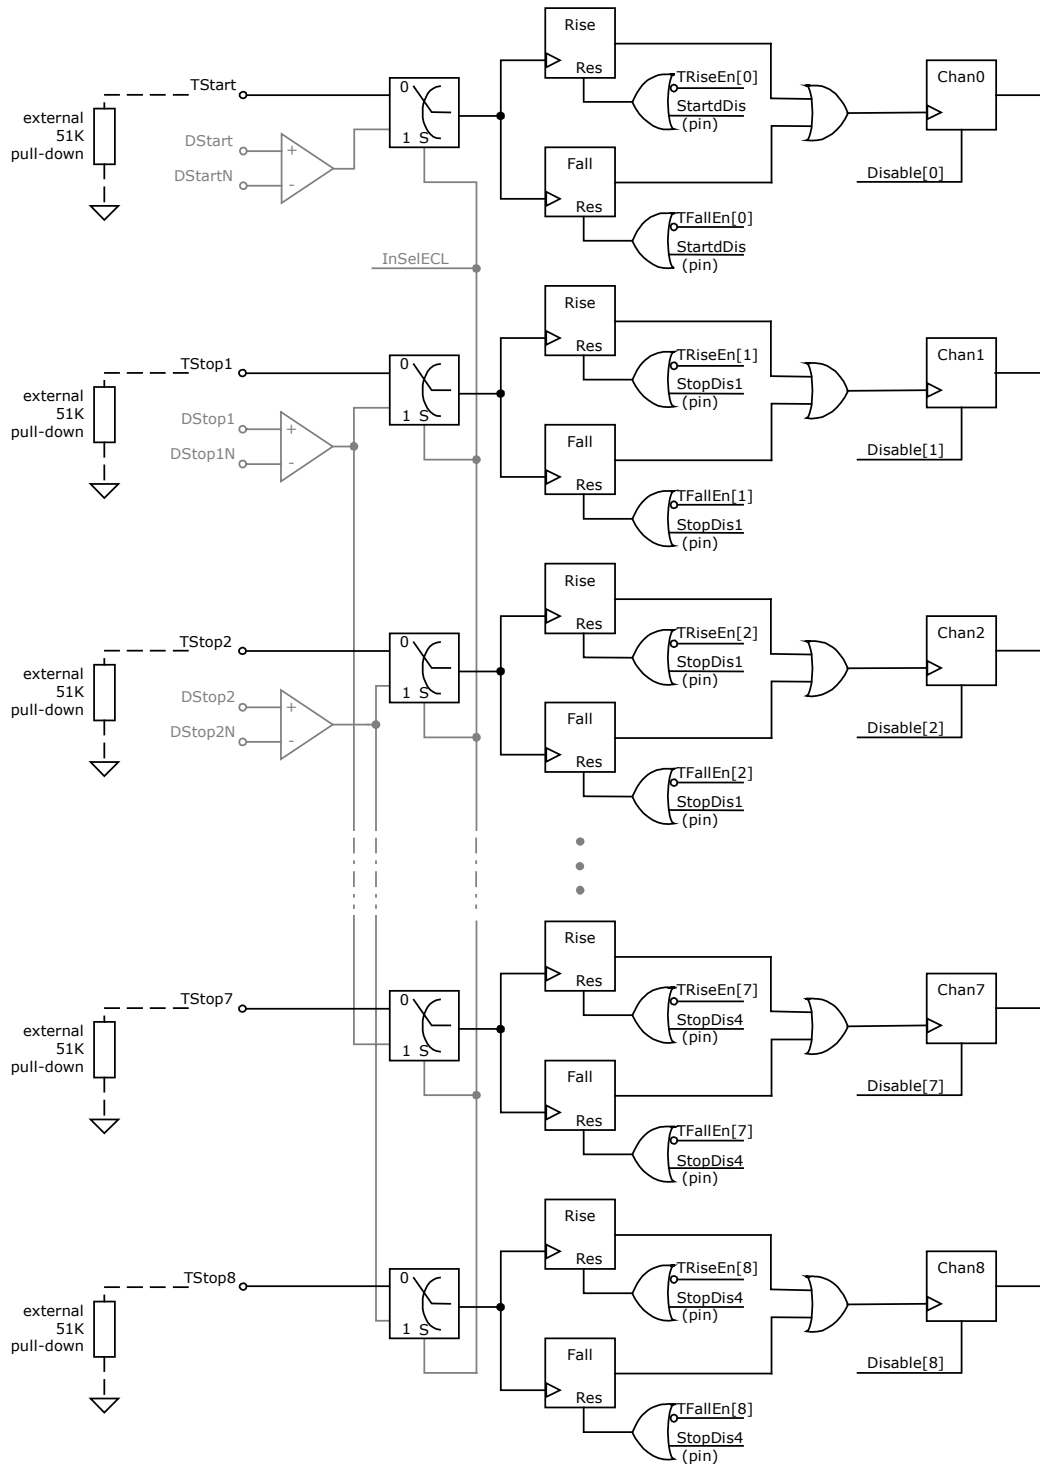 Rise
Res
TRiseEn[0]
StartdDis
(pin)
TStart
0
1 S
external
51K
pull-down
DStart
+
DStartN
-
Chan0
Disable[0]
Fall
Res
TFallEn[0]
StartdDis
(pin)
InSelECL
Rise
Res
TRiseEn[1]
StopDis1
(pin)
TStop1
0
1 S
external
51K
pull-down
DStop1
+
DStop1N
-
Chan1
Disable[1]
Fall
Res
TFallEn[1]
StopDis1
(pin)
Rise
Res
TRiseEn[2]
StopDis1
(pin)
TStop2
0
1 S
external
51K
pull-down
DStop2
+
DStop2N
-
Chan2
Disable[2]
Fall
Res
TFallEn[2]
StopDis1
(pin)
Rise
Res
TRiseEn[7]
StopDis4
(pin)
TStop7
0
1 S
external
51K
pull-down
Chan7
Disable[7]
Fall
Res
TFallEn[7]
StopDis4
(pin)
Rise
Res
TRiseEn[8]
StopDis4
(pin)
TStop8
0
1 S
external
51K
pull-down
Chan8
Disable[8]
Fall
Res
TFallEn[8]
StopDis4
(pin)